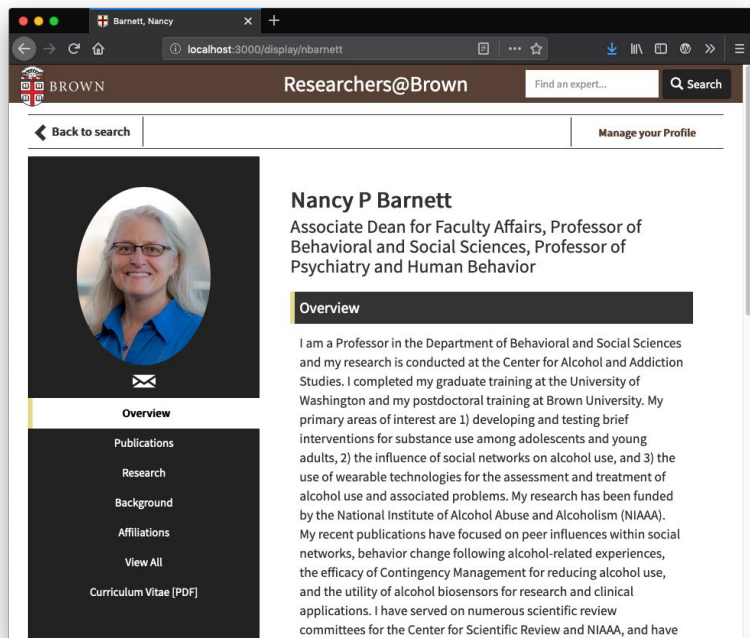 Barnett, Nancy
localhost:3000/display/nbarnett
BROWN
Researchers@Brown
Find an expert...
Search
Back to search
Manage your Profile
Nancy P Barnett
Associate Dean for Faculty Affairs, Professor of
Behavioral and Social Sciences, Professor of
Psychiatry and Human Behavior
Overview
Publications
Research
Background
Affiliations
View All
Curriculum Vitae [PDF]
Overview
I am a Professor in the Department of Behavioral and Social Sciences
and my research is conducted at the Center for Alcohol and Addiction
Studies. I completed my graduate training at the University of
Washington and my postdoctoral training at Brown University. My
primary areas of interest are 1) developing and testing brief
interventions for substance use among adolescents and young
adults, 2) the influence of social networks on alcohol use, and 3) the
use of wearable technologies for the assessment and treatment of
alcohol use and associated problems. My research has been funded
by the National Institute of Alcohol Abuse and Alcoholism (NIAAA).
My recent publications have focused on peer influences within social
networks, behavior change following alcohol-related experiences,
the efficacy of Contingency Management for reducing alcohol use,
and the utility of alcohol biosensors for research and clinical
applications. I have served on numerous scientific review
committees for the Center for Scientific Review and NIAAA, and have